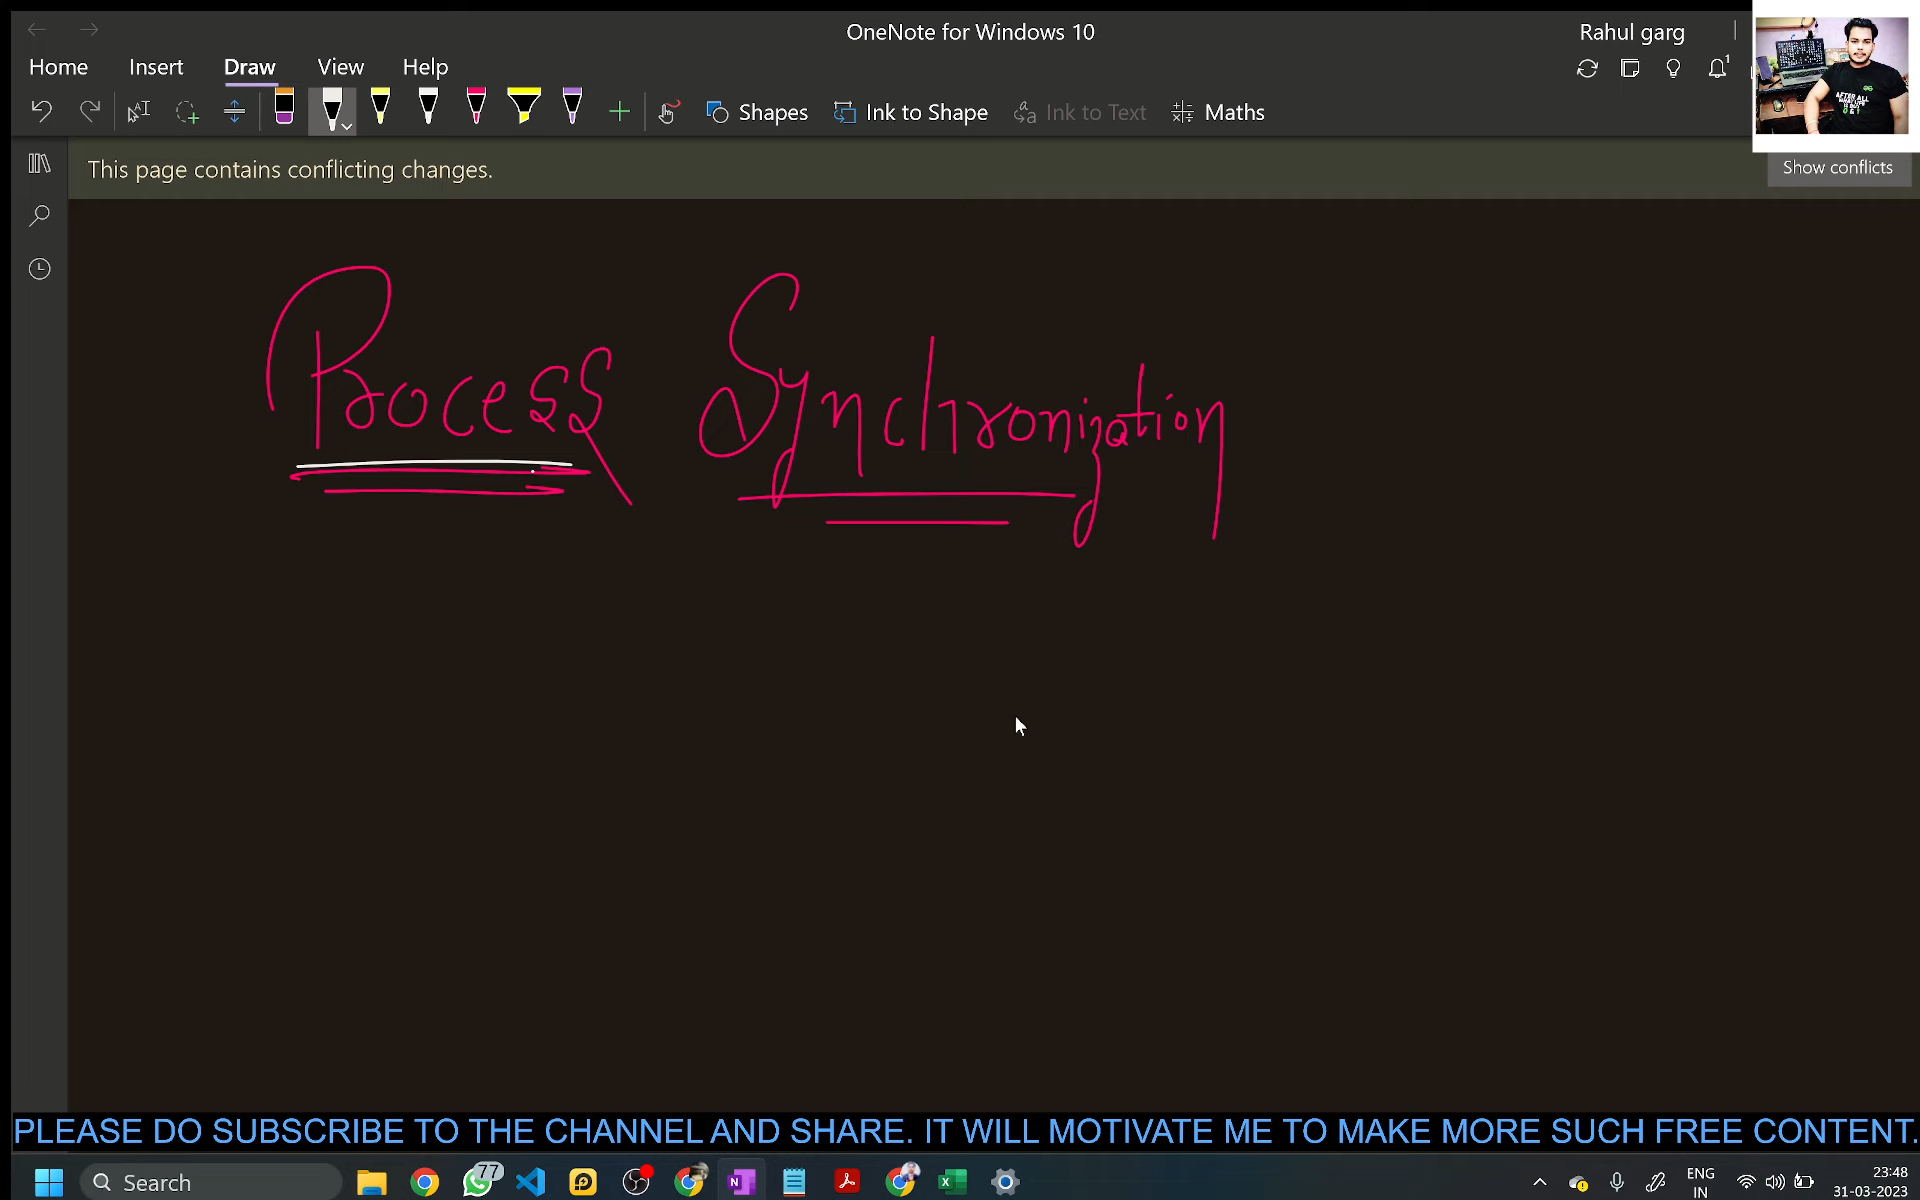 OneNote for Windows 10
Rahul garg
Home Insert Draw View Help
Shapes Ink to Shape Ink to Text Maths
This page contains conflicting changes.
Show conflicts
Process Synchronization
PLEASE DO SUBSCRIBE TO THE CHANNEL AND SHARE. IT WILL MOTIVATE ME TO MAKE MORE SUCH FREE CONTENT.
Search
77
ENG
IN
23:48
31-03-2023